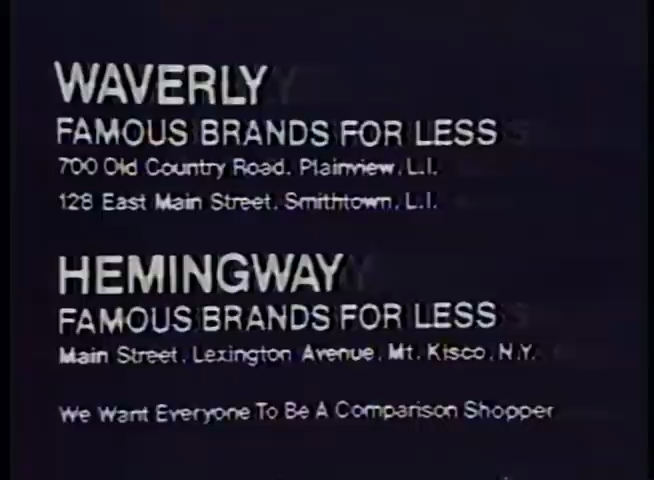 WAVERLY
FAMOUS BRANDS FOR LESS
700 Old Country Road, Plainview, L.I.
128 East Main Street, Smithtown, L.I.
HEMINGWAY
FAMOUS BRANDS FOR LESS
Main Street, Lexington Avenue, Mt. Kisco, N.Y.
We Want Everyone To Be A Comparison Shopper